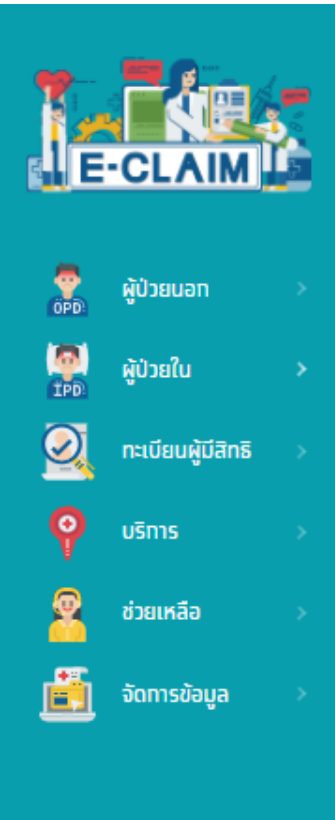 E-CLAIM
OPD
ผู้ป่วยนอก
IPD
ผู้ป่วยใน
ทะเบียนผู้มีสิทธิ
บริการ
ช่วยเหลือ
จัดการข้อมูล